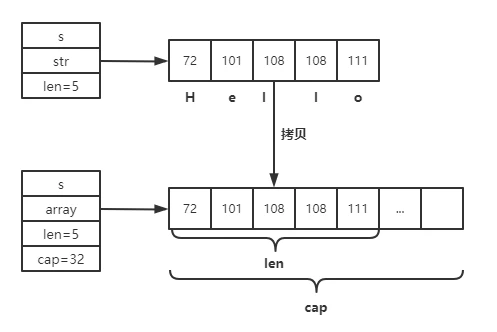 s
str
len=5
72 101 108 108 111
H e l l o
拷贝
s
array
len=5
cap=32
72 101 108 108 111 ...
len
cap